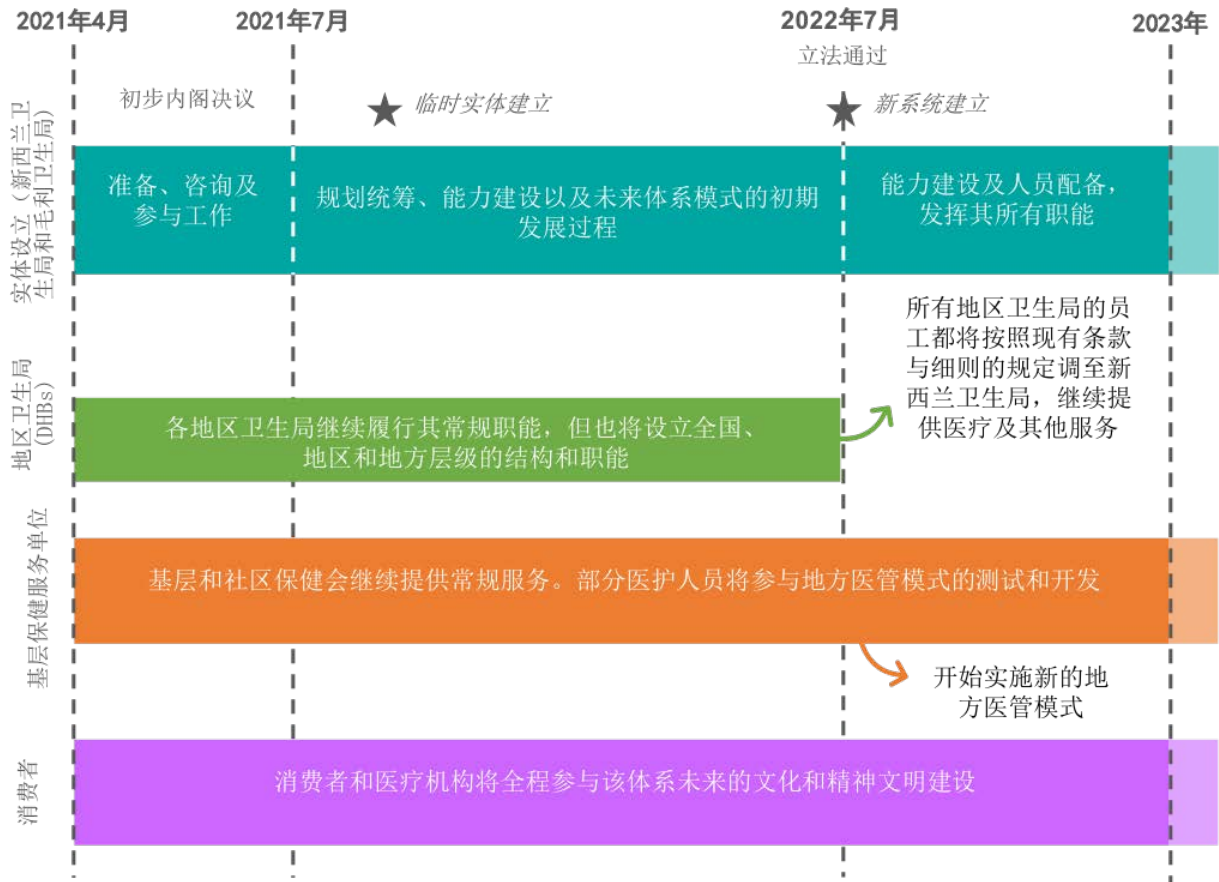 2021年4月
2021年7月
2022年7月
2023年
立法通过
初步内阁决议
临时实体建立
新系统建立
实体设立（新西兰卫
生局和毛利卫生局)
准备、咨询及
参与工作
规划统筹、能力建设以及未来体系模式的初期
发展过程
能力建设及人员配备，
发挥其所有职能
所有地区卫生局的员
工都将按照现有条款
与细则的规定调至新
西兰卫生局，继续提
供医疗及其他服务
地区卫生局
(DHBs)
各地区卫生局继续履行其常规职能，但也将设立全国、
地区和地方层级的结构和职能
基层保健服务单位
基层和社区保健会继续提供常规服务。部分医护人员将参与地方医管模式的测试和开发
开始实施新的地
方医管模式
消费者
消费者和医疗机构将全程参与该体系未来的文化和精神文明建设